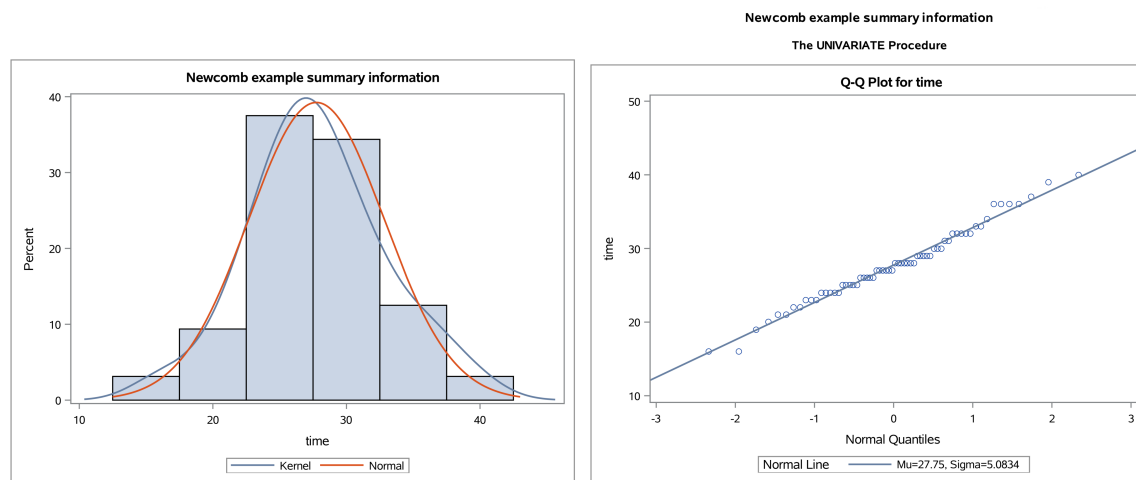 Newcomb example summary information
40
30
20
10
0
Percent
10 20 30 40
time
Kernel Normal
Newcomb example summary information
The UNIVARIATE Procedure
Q-Q Plot for time
50
40
30
20
10
time
-3 -2 -1 0 1 2 3
Normal Quantiles
Normal Line Mu=27.75, Sigma=5.0834